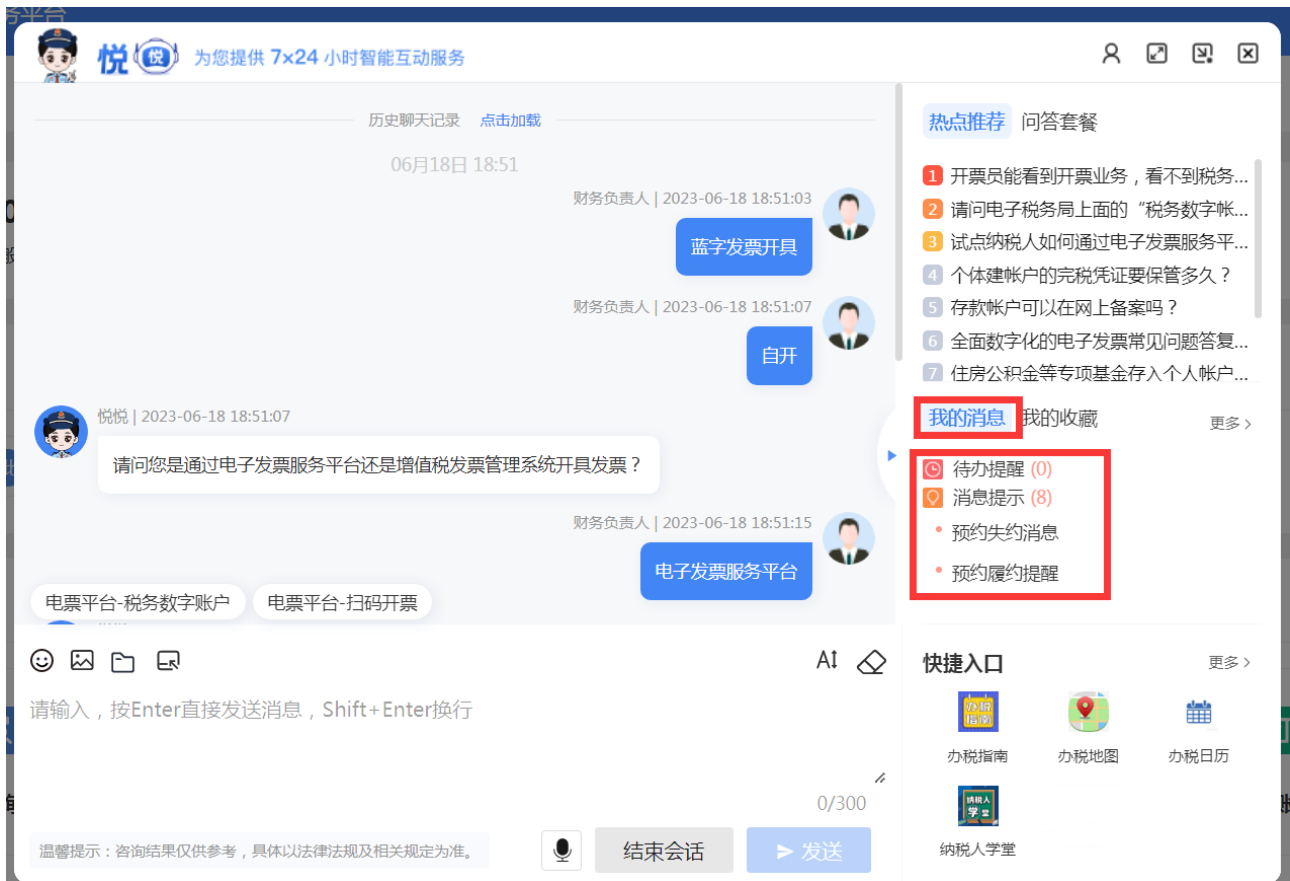 务平台
悦
悦
为您提供 7×24 小时智能互动服务
历史聊天记录 点击加载
06月18日 18:51
财务负责人 | 2023-06-18 18:51:03
蓝字发票开具
财务负责人 | 2023-06-18 18:51:07
自开
悦悦 | 2023-06-18 18:51:07
请问您是通过电子发票服务平台还是增值税发票管理系统开具发票？
财务负责人 | 2023-06-18 18:51:15
电子发票服务平台
电票平台-税务数字账户 电票平台-扫码开票
请输入，按Enter直接发送消息，Shift+Enter换行
0/300
温馨提示：咨询结果仅供参考，具体以法律法规及相关规定为准。
结束会话
发送
热点推荐 问答套餐
1 开票员能看到开票业务，看不到税务...
2 请问电子税务局上面的“税务数字帐...
3 试点纳税人如何通过电子发票服务平...
4 个体建帐户的完税凭证要保管多久？
5 存款帐户可以在网上备案吗？
6 全面数字化的电子发票常见问题答复...
7 住房公积金等专项基金存入个人帐户...
我的消息 我的收藏 更多
待办提醒 (0)
消息提示 (8)
预约失约消息
预约履约提醒
快捷入口 更多
办税
指南
办税指南 办税地图 办税日历
纳税人
学堂
纳税人学堂